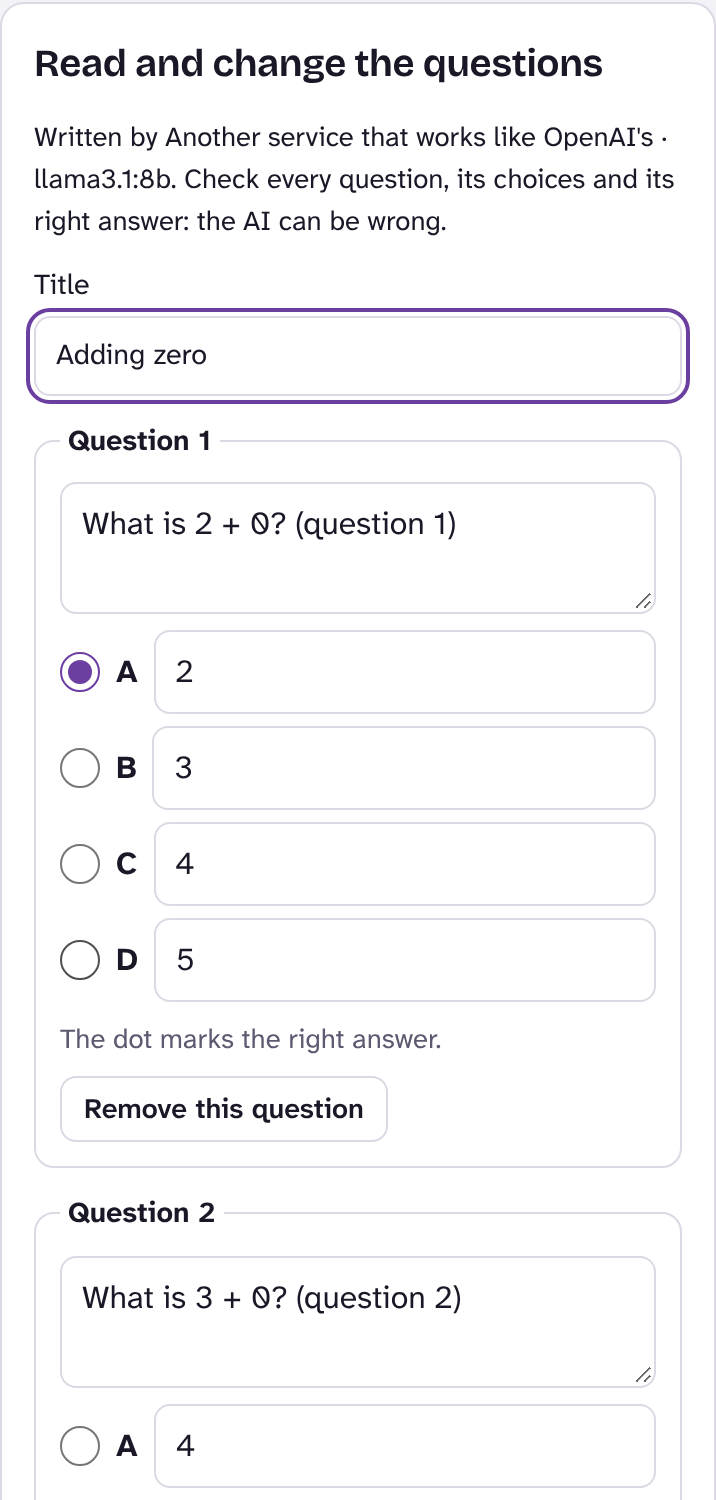 Read and change the questions
Written by Another service that works like OpenAI's ·
llama3.1:8b. Check every question, its choices and its
right answer: the AI can be wrong.
Title
Adding zero
Question 1
What is 2 + 0? (question 1)
A 2
B 3
C 4
D 5
The dot marks the right answer.
Remove this question
Question 2
What is 3 + 0? (question 2)
A 4